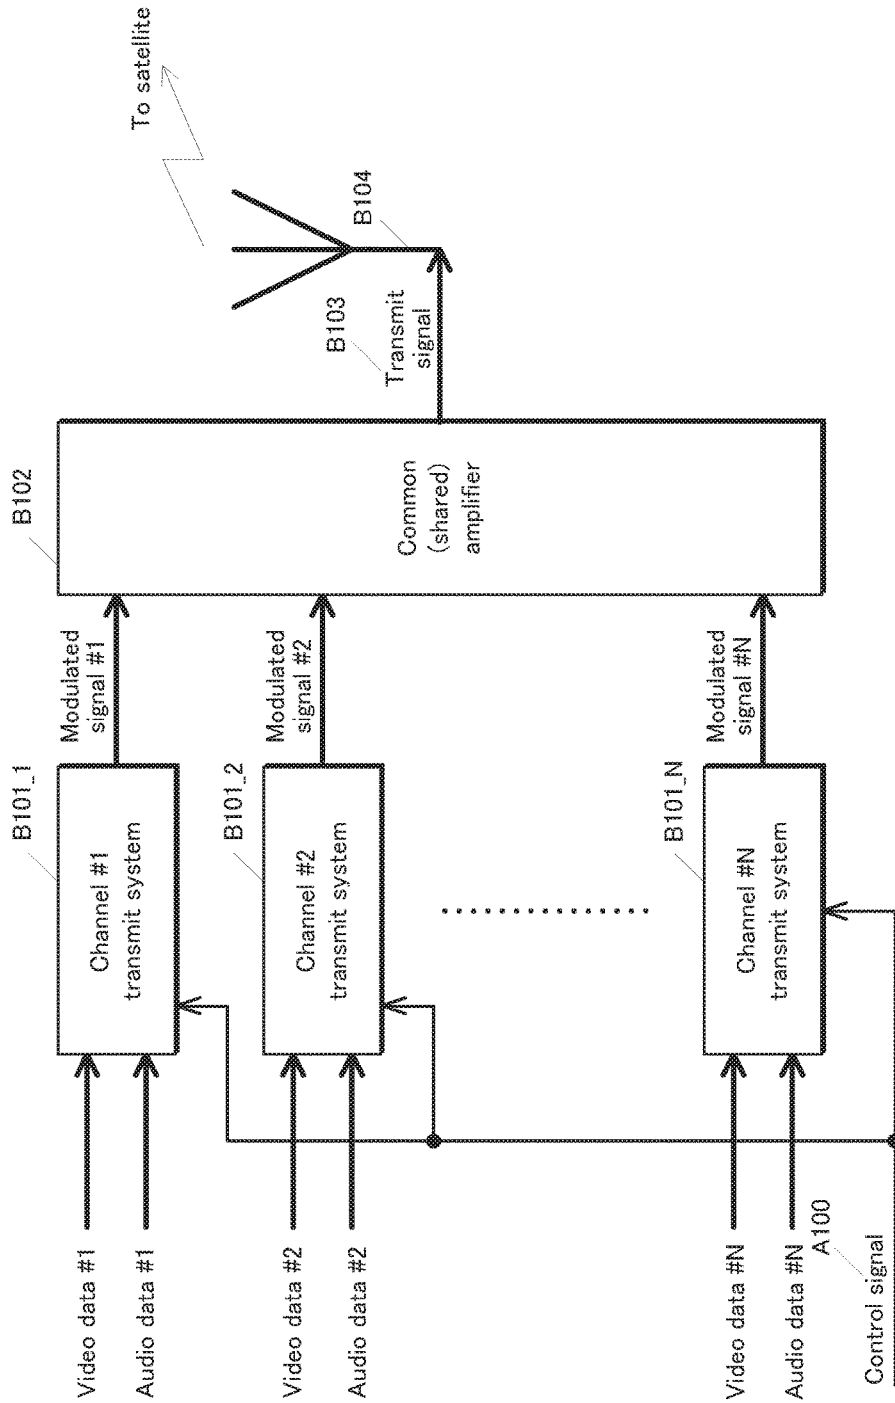 Video data #1
Audio data #1
Video data #2
Audio data #2
Video data #N
Audio data #N
A100
Control signal
B101_1
Channel #1
transmit system
B101_2
Channel #2
transmit system
B101_N
Channel #N
transmit system
Modulated
signal #1
Modulated
signal #2
Modulated
signal #N
B102
Common
(shared)
amplifier
B103
Transmit
signal
B104
To satellite